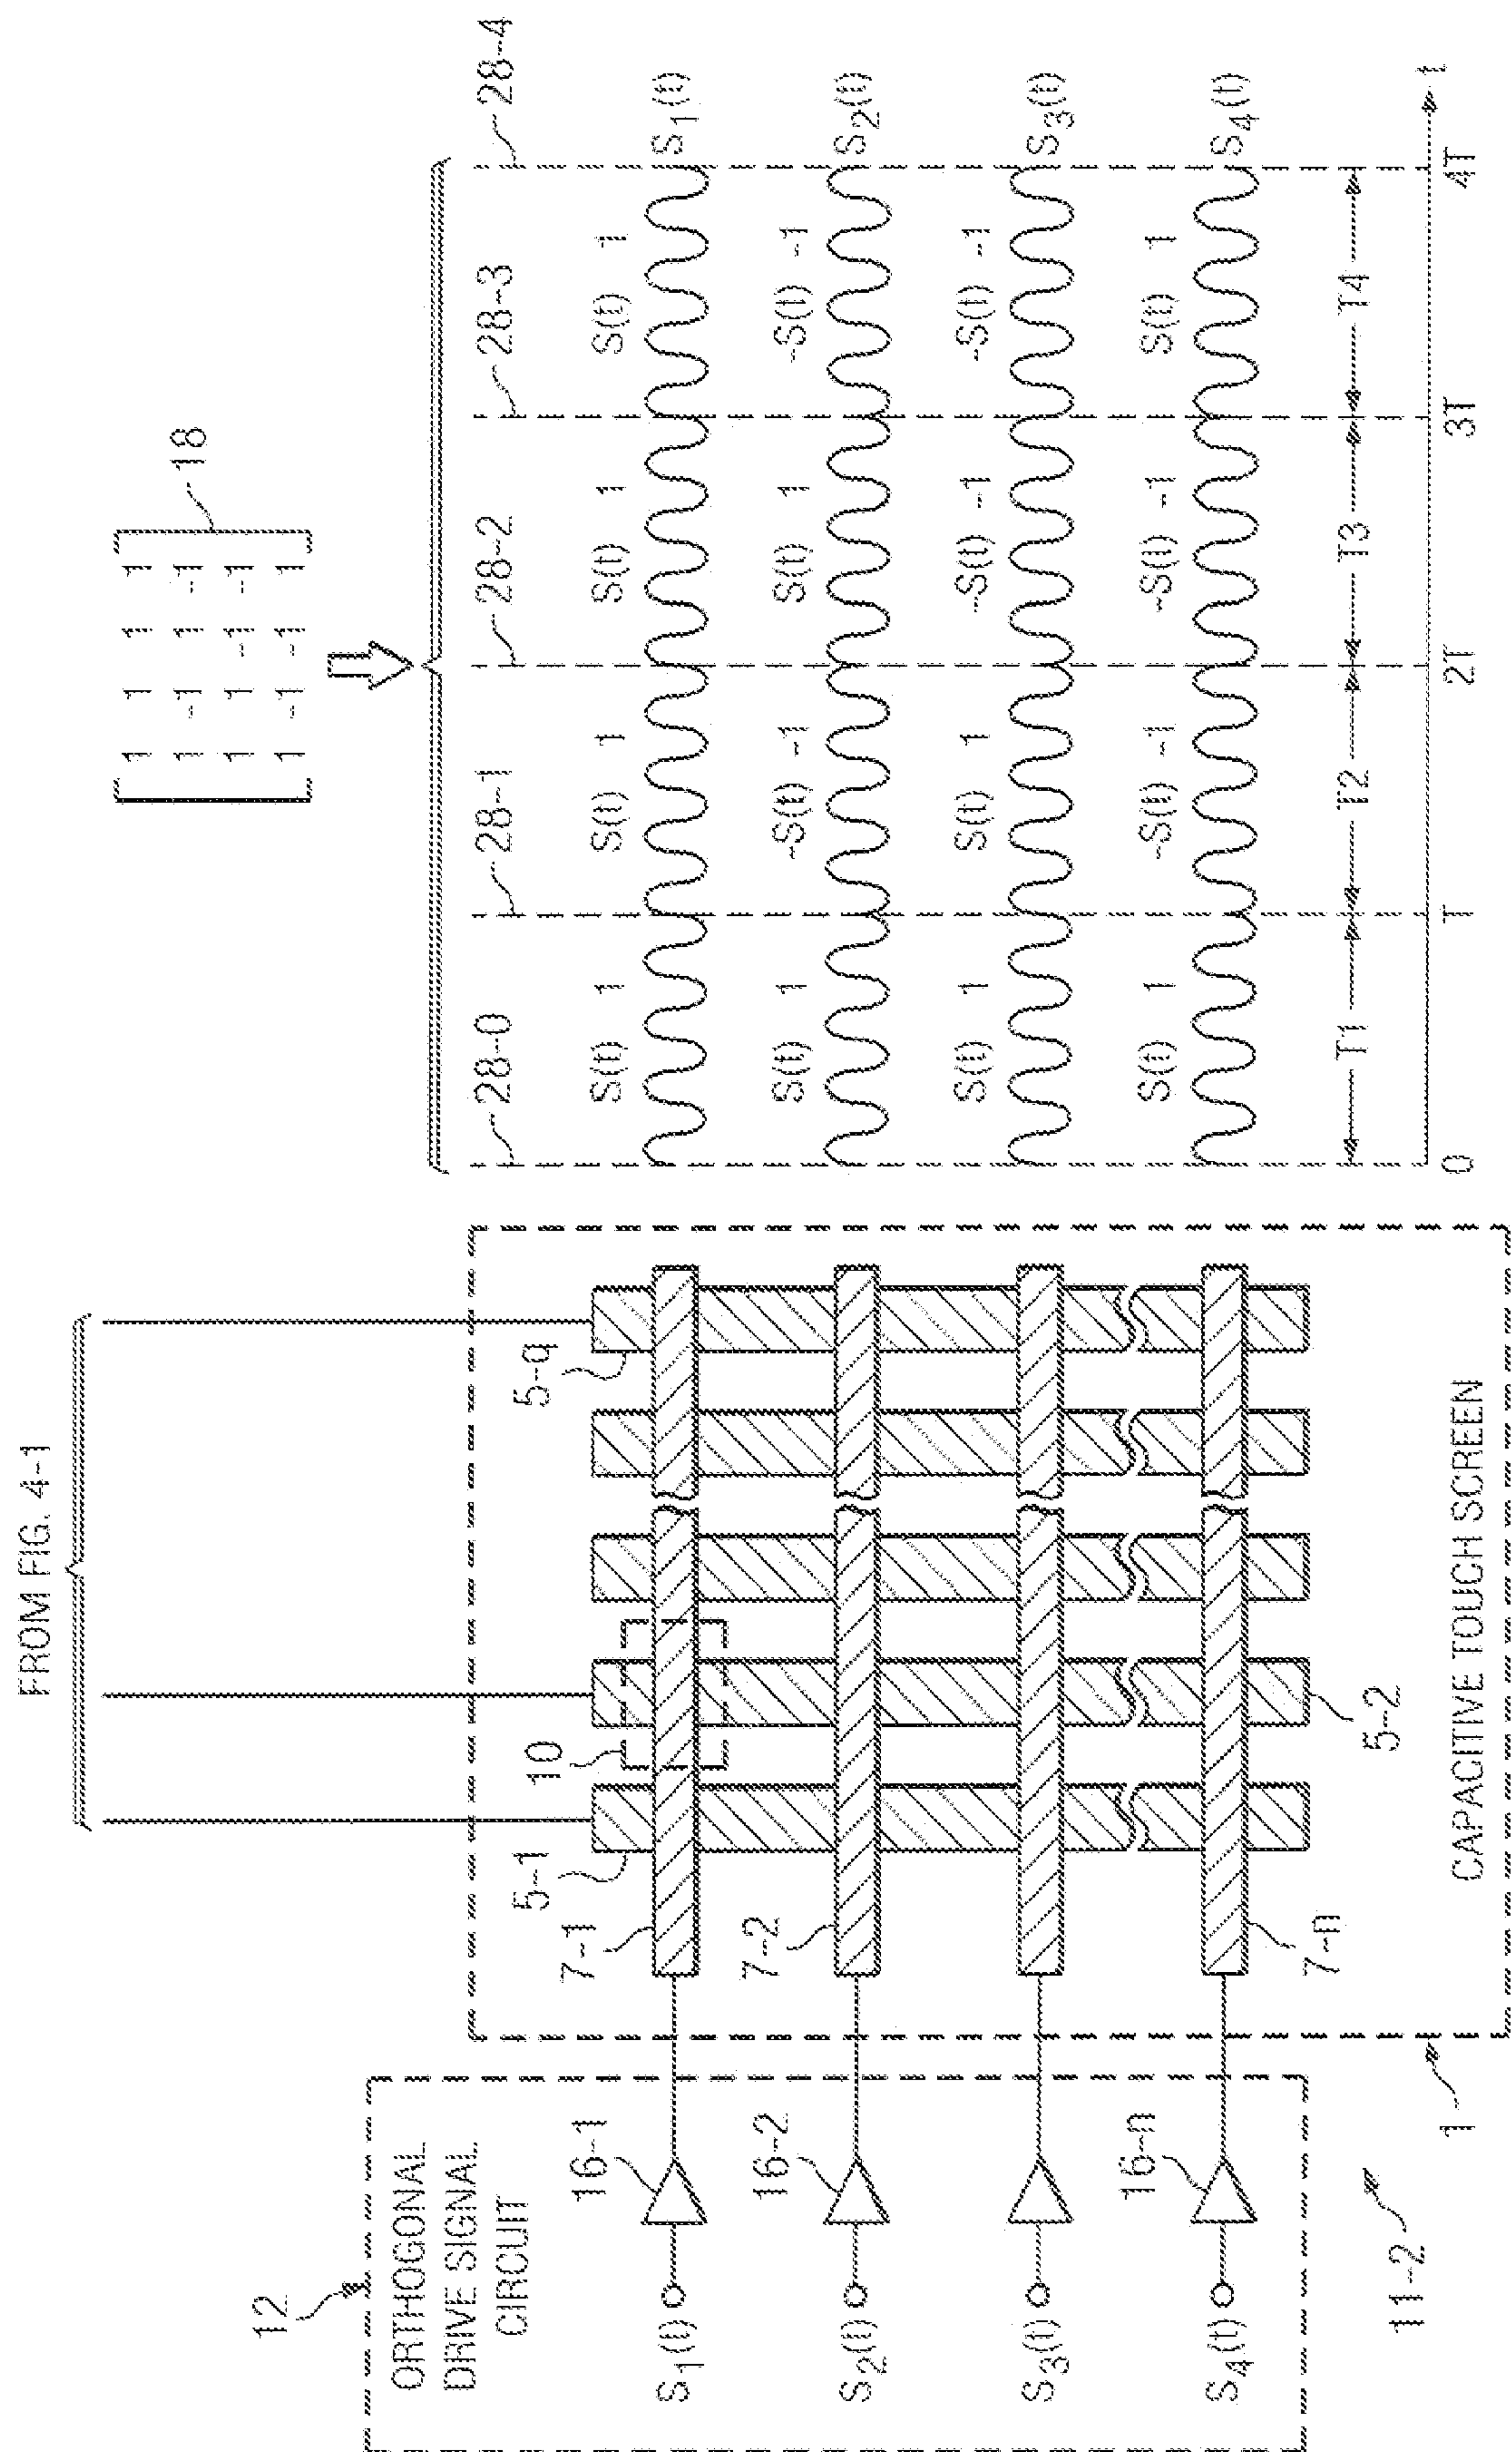 FROM FIG. 4-1
12
ORTHOGONAL
DRIVE SIGNAL
CIRCUIT
S1(t)
S2(t)
S3(t)
S4(t)
16-1
16-2
16-n
11-2
1
7-1
7-2
7-n
5-1
10
5-q
5-2
CAPACITIVE TOUCH SCREEN
1 1 1 1
1 -1 1 -1
1 1 -1 -1
1 -1 -1 1
18
28-0 28-1 28-2 28-3 28-4
S(t) 1 S(t) 1 S(t) 1 S(t) 1 S1(t)
S(t) 1 -S(t) -1 S(t) 1 -S(t) -1 S2(t)
S(t) 1 S(t) 1 -S(t) -1 -S(t) -1 S3(t)
S(t) 1 -S(t) -1 -S(t) -1 S(t) 1 S4(t)
T1 T2 T3 T4
0 T 2T 3T 4T t